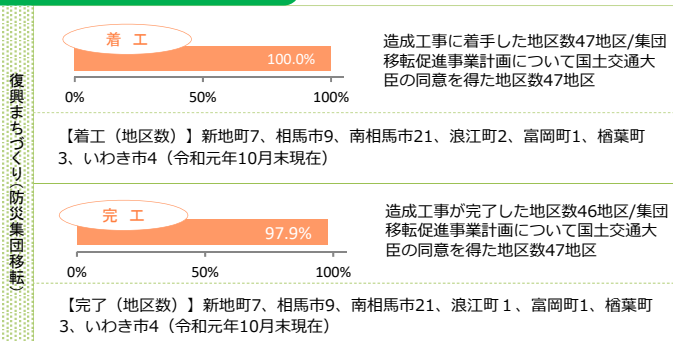 復興まちづくり（防災集団移転）
着 工
100.0%
0% 50% 100%
造成工事に着手した地区数47地区/集団
移転促進事業計画について国土交通大
臣の同意を得た地区数47地区
【着工（地区数）】新地町7、相馬市9、南相馬市21、浪江町2、富岡町1、楢葉町
3、いわき市4（令和元年10月末現在）
完 工
97.9%
0% 50% 100%
造成工事が完了した地区数46地区/集団
移転促進事業計画について国土交通大
臣の同意を得た地区数47地区
【完了（地区数）】新地町7、相馬市9、南相馬市21、浪江町１、富岡町1、楢葉町
3、いわき市4（令和元年10月末現在）